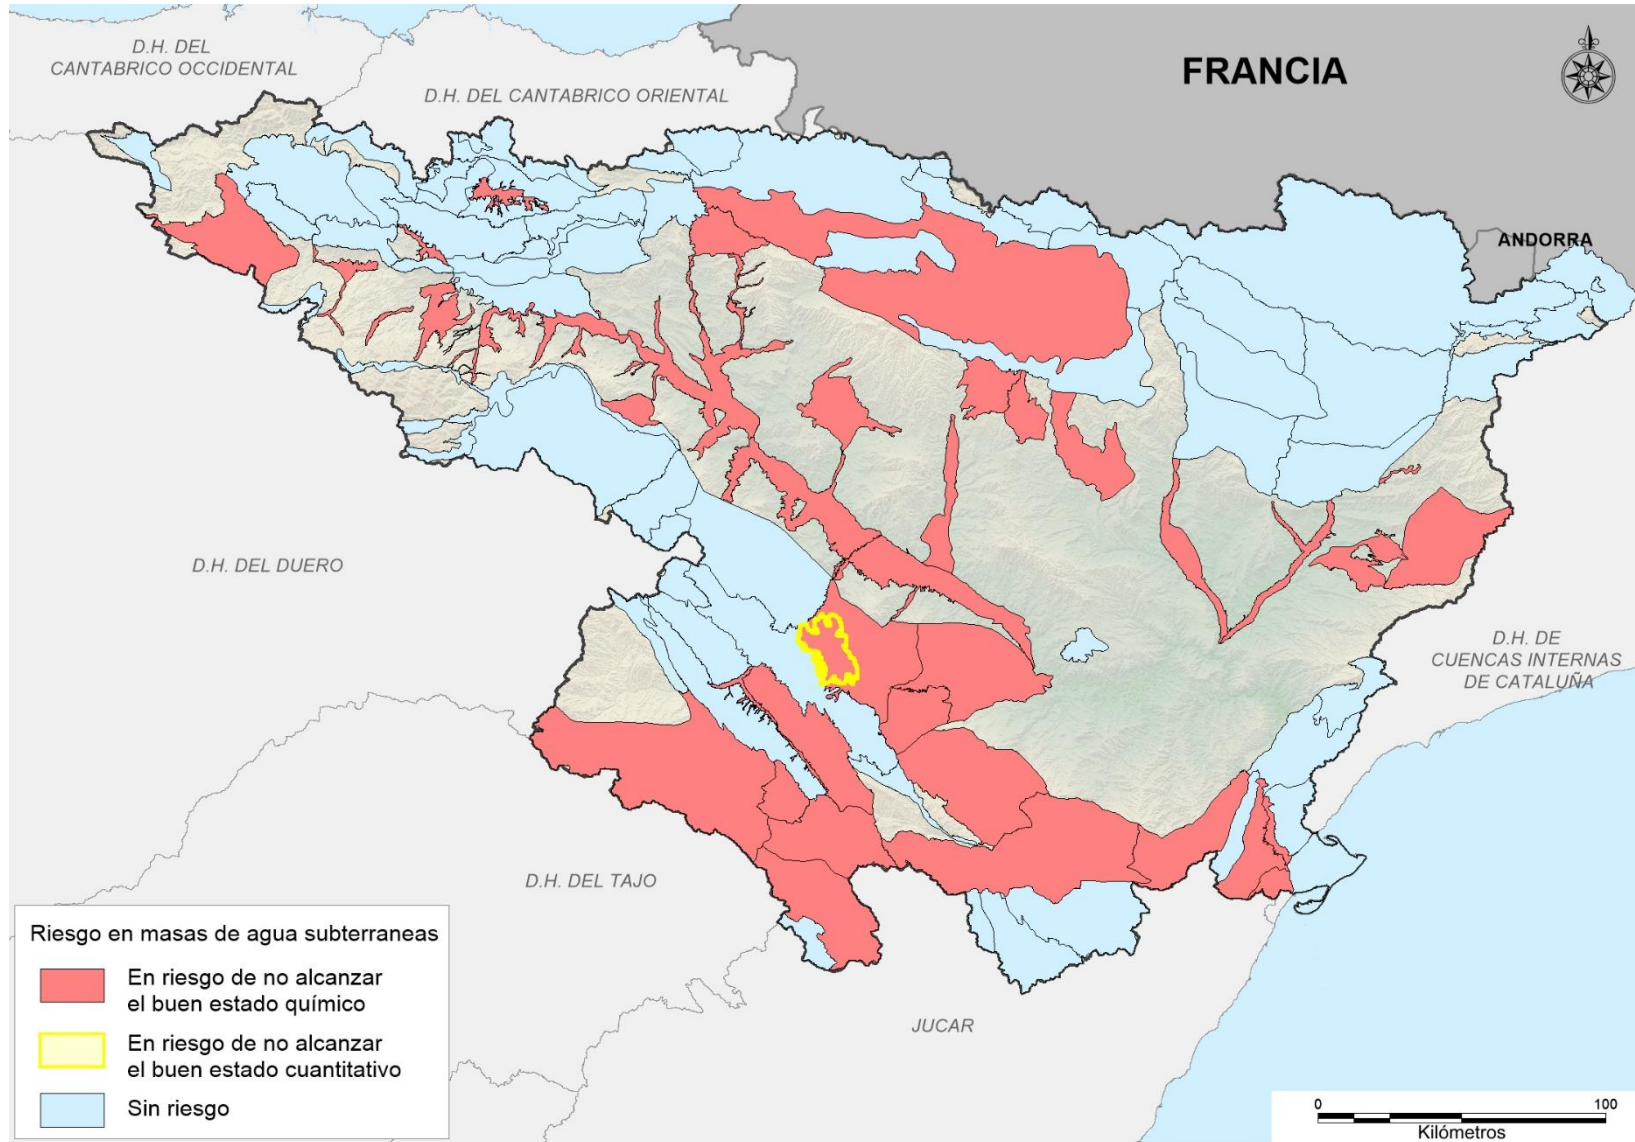 D.H. DEL
CANTABRICO OCCIDENTAL
D.H. DEL CANTABRICO ORIENTAL
FRANCIA
ANDORRA
D.H. DEL DUERO
D.H. DE
CUENCAS INTERNAS
DE CATALUÑA
D.H. DEL TAJO
JUCAR
Riesgo en masas de agua subterraneas
En riesgo de no alcanzar
el buen estado químico
En riesgo de no alcanzar
el buen estado cuantitativo
Sin riesgo
0 100
Kilómetros